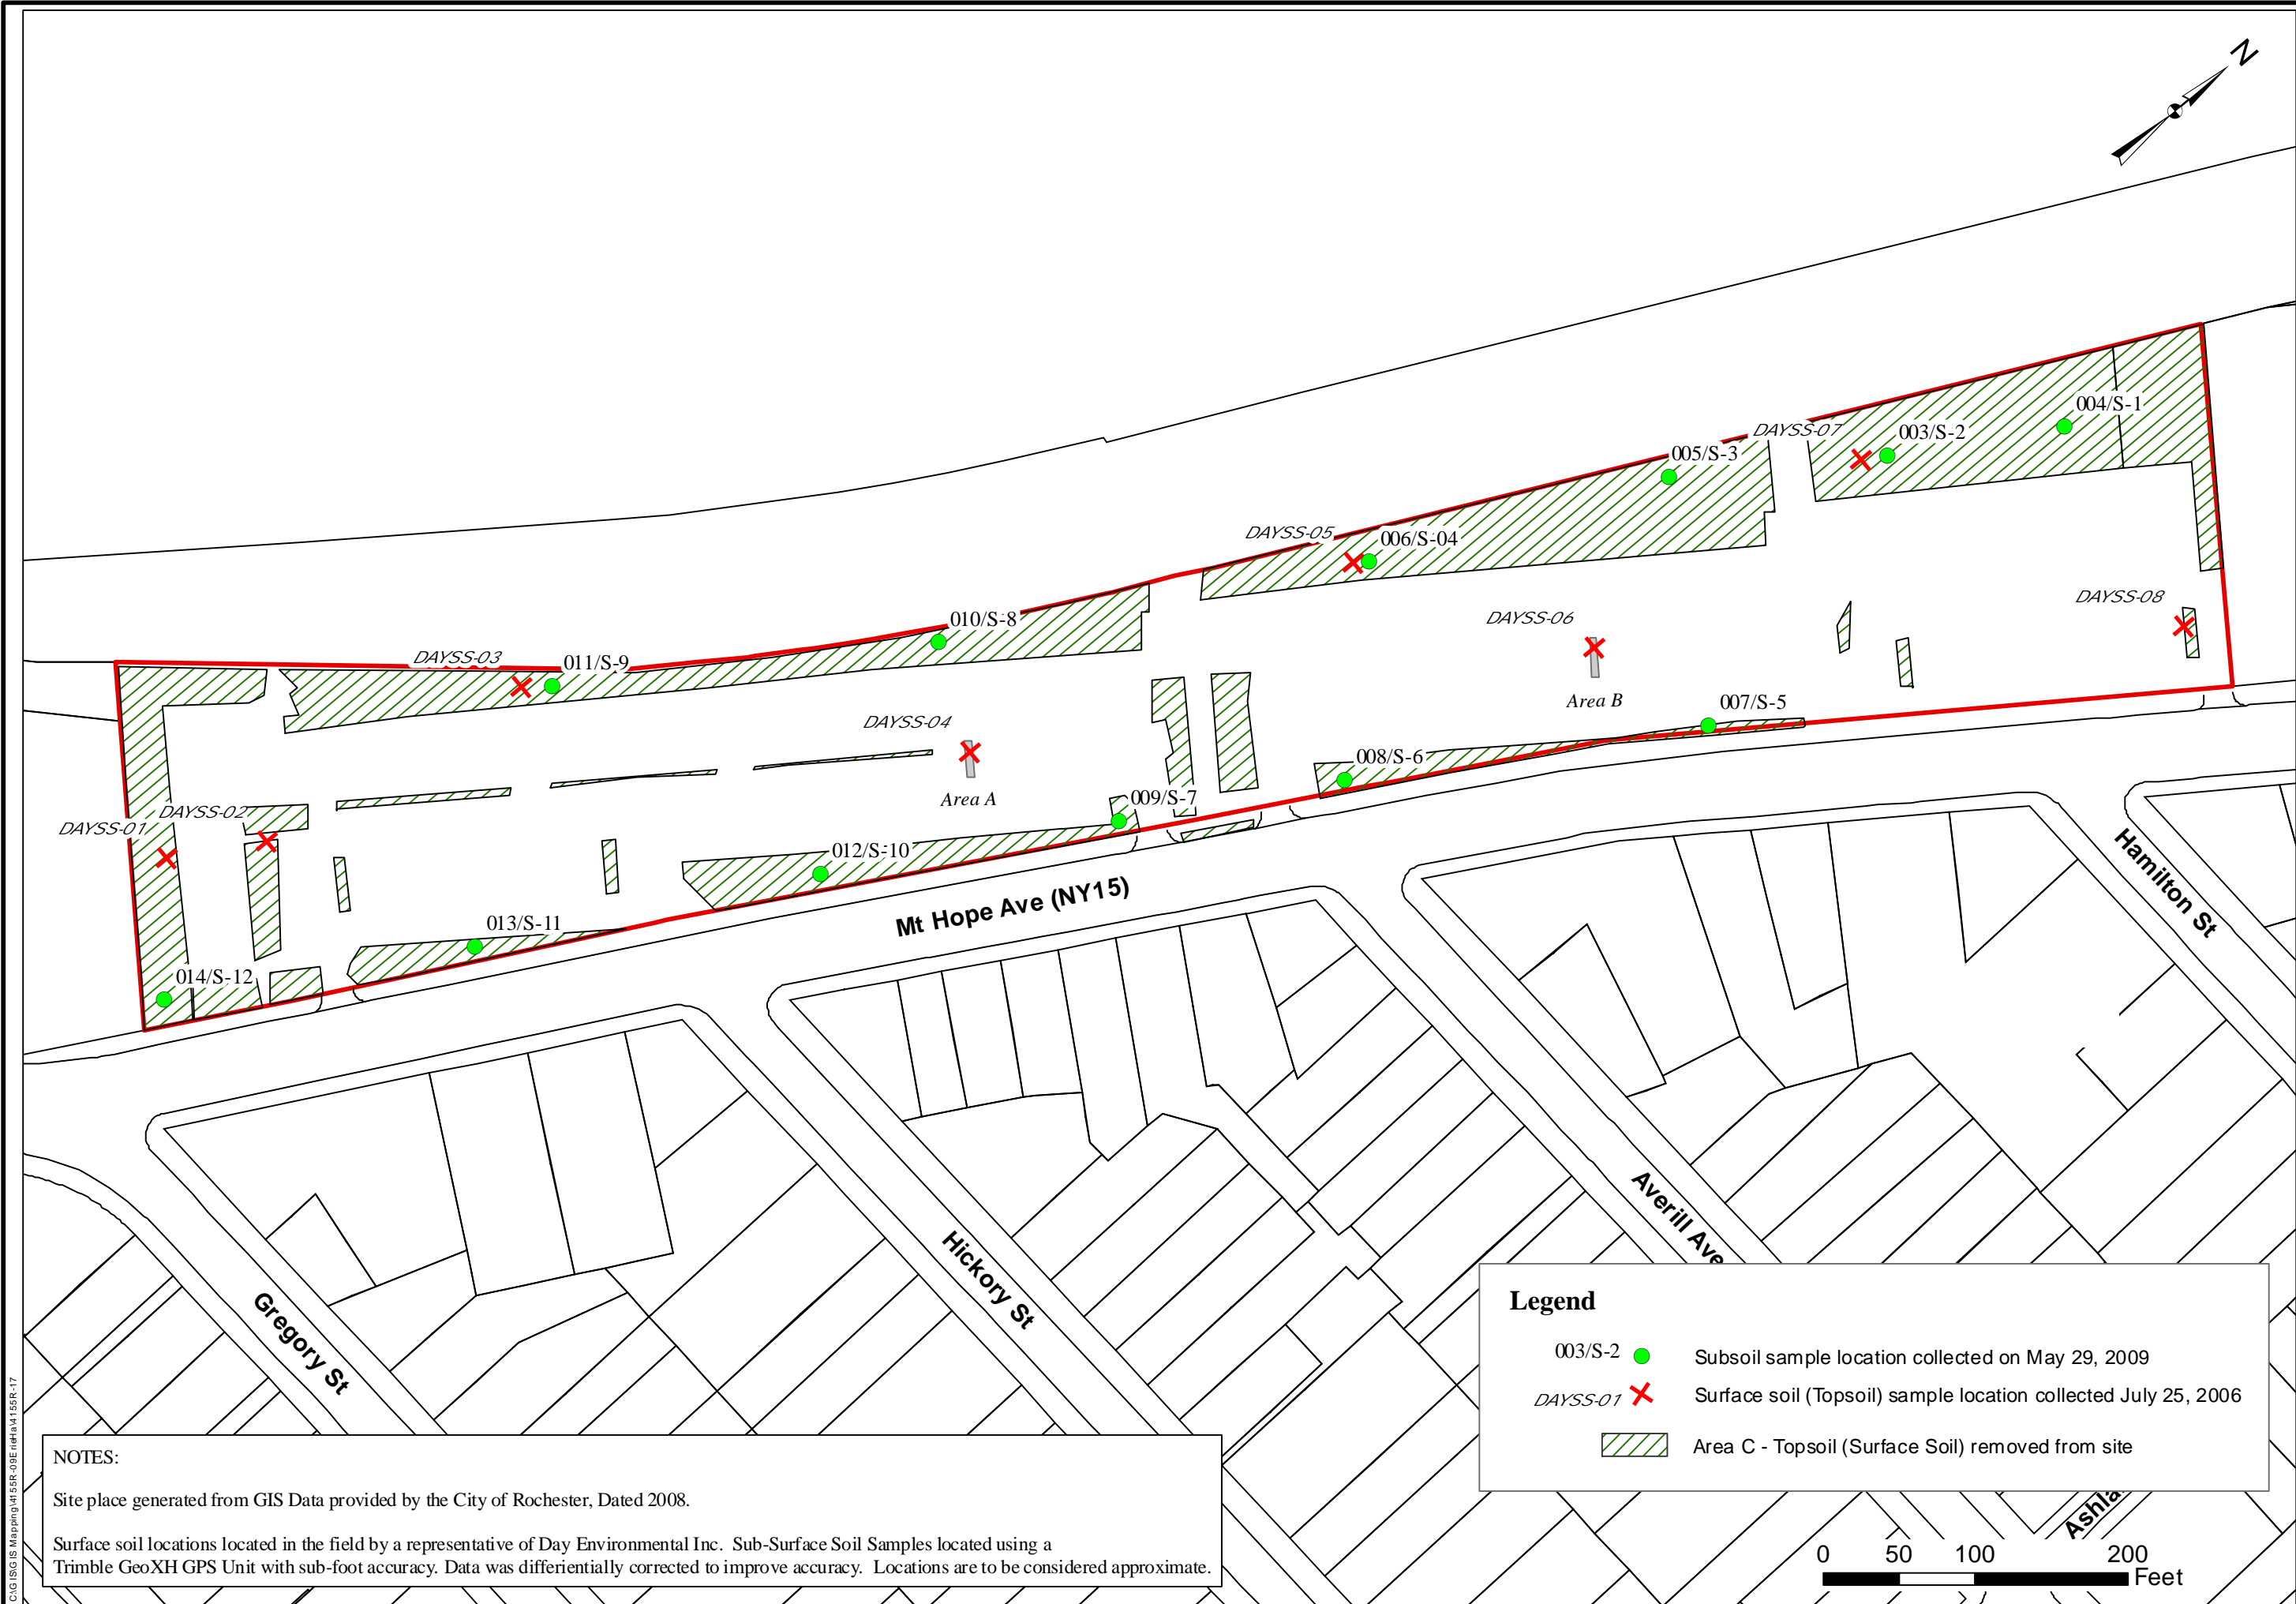 N
004/S-1
DAYSS-07
003/S-2
005/S-3
DAYSS-05
006/S-04
DAYSS-08
DAYSS-06
010/S-8
DAYSS-03
011/S-9
Area B
007/S-5
DAYSS-04
008/S-6
Area A
009/S-7
DAYSS-02
DAYSS-01
012/S-10
Mt Hope Ave (NY15)
013/S-11
014/S-12
Hamilton St
Averill Ave
Hickory St
Gregory St
Legend
003/S-2 Subsoil sample location collected on May 29, 2009
DAYSS-01 Surface soil (Topsoil) sample location collected July 25, 2006
Area C - Topsoil (Surface Soil) removed from site
Ashla
0 50 100 200
Feet
NOTES:
Site place generated from GIS Data provided by the City of Rochester, Dated 2008.
Surface soil locations located in the field by a representative of Day Environmental Inc. Sub-Surface Soil Samples located using a
Trimble GeoXH GPS Unit with sub-foot accuracy. Data was differientially corrected to improve accuracy. Locations are to be considered approximate.